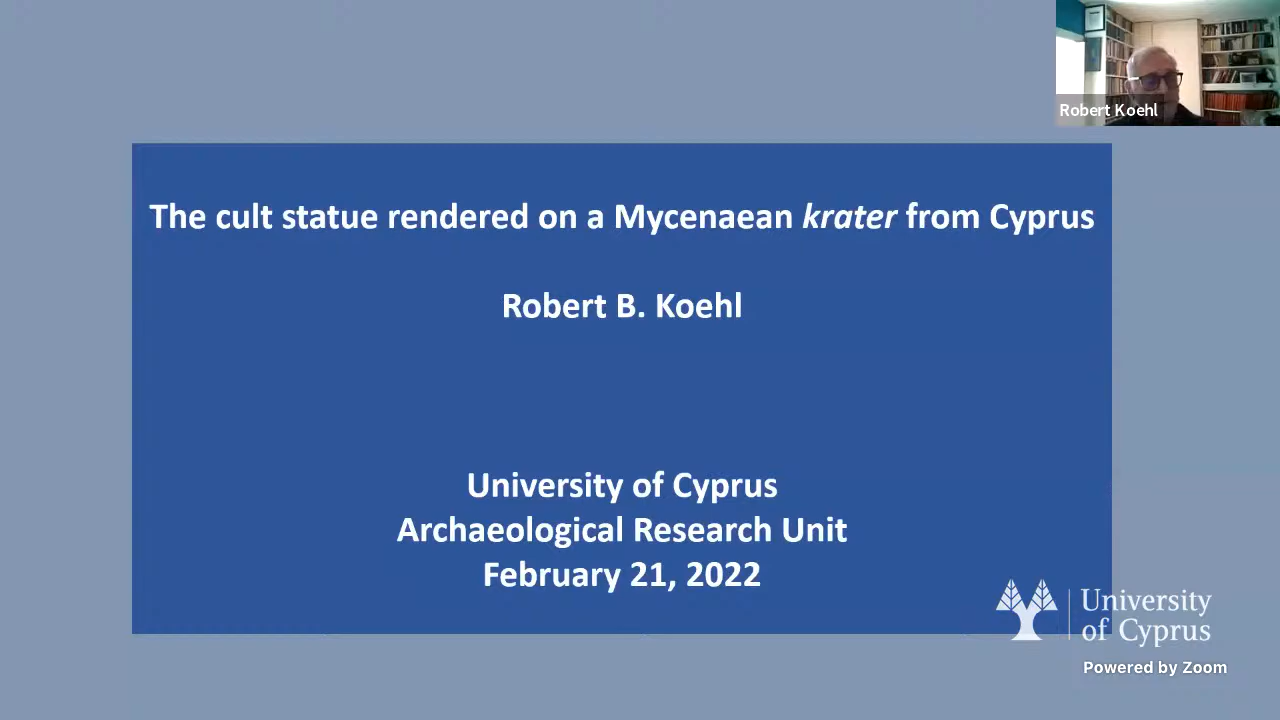 Robert Koehl
The cult statue rendered on a Mycenaean krater from Cyprus
Robert B. Koehl
University of Cyprus
Archaeological Research Unit
February 21, 2022
University
of Cyprus
Powered by Zoom